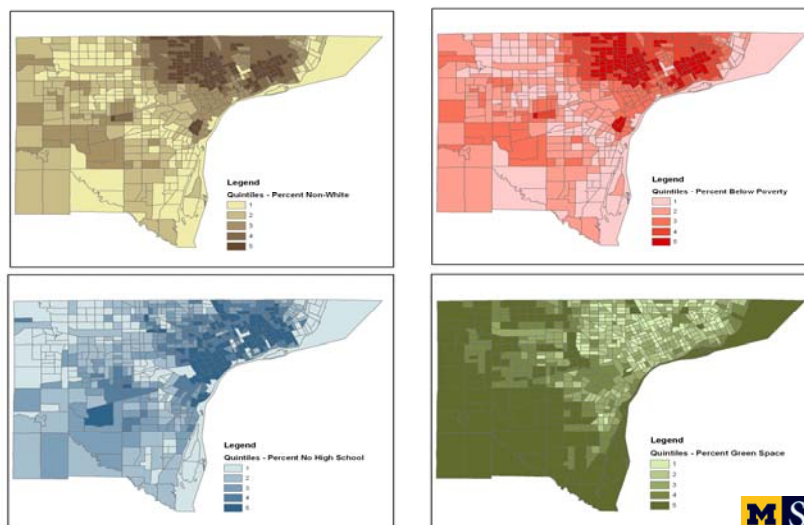 Legend
Quintiles - Percent Non-White
1
2
3
4
5
Legend
Quintiles - Percent Below Poverty
1
2
3
4
5
Legend
Quintiles - Percent No High School
1
2
3
4
5
Legend
Quintiles - Percent Green Space
1
2
3
4
5
M S